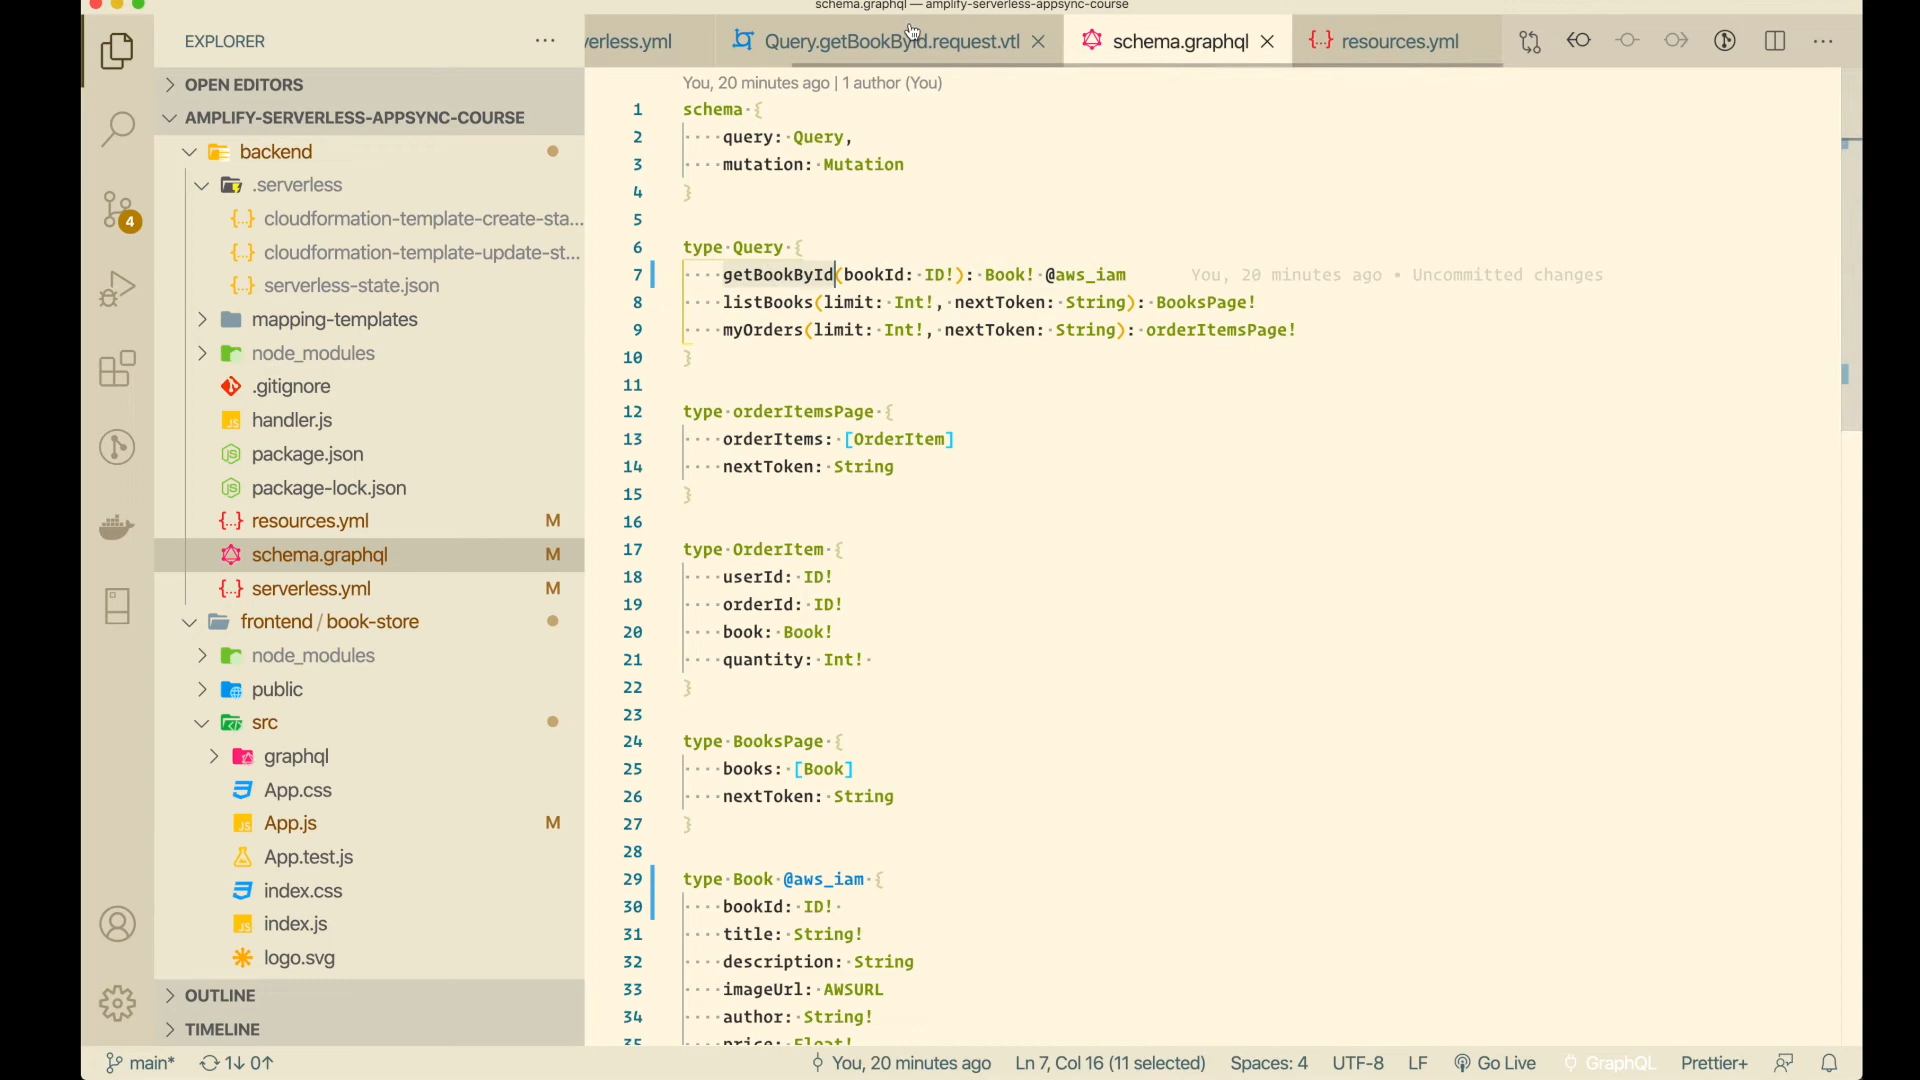 schema.graphql — amplify-serverless-appsync-course
EXPLORER
erless.yml
Query.getBookById.request.vtl
schema.graphql
resources.yml
OPEN EDITORS
AMPLIFY-SERVERLESS-APPSYNC-COURSE
backend
.serverless
cloudformation-template-create-sta...
cloudformation-template-update-st...
serverless-state.json
mapping-templates
node_modules
.gitignore
handler.js
package.json
package-lock.json
resources.yml M
schema.graphql M
serverless.yml M
frontend / book-store
node_modules
public
src
graphql
App.css
App.js M
App.test.js
index.css
index.js
logo.svg
OUTLINE
TIMELINE
4
You, 20 minutes ago | 1 author (You)
1 schema {
2 query: Query,
3 mutation: Mutation
4 }
5
6 type Query {
7 getBookById(bookId: ID!): Book! @aws_iam You, 20 minutes ago • Uncommitted changes
8 listBooks(limit: Int!, nextToken: String): BooksPage!
9 myOrders(limit: Int!, nextToken: String): orderItemsPage!
10 }
11
12 type orderItemsPage {
13 orderItems: [OrderItem]
14 nextToken: String
15 }
16
17 type OrderItem {
18 userId: ID!
19 orderId: ID!
20 book: Book!
21 quantity: Int!
22 }
23
24 type BooksPage {
25 books: [Book]
26 nextToken: String
27 }
28
29 type Book @aws_iam {
30 bookId: ID!
31 title: String!
32 description: String
33 imageUrl: AWSURL
34 author: String!
35 price: Float!
main* 1↓ 0↑ You, 20 minutes ago Ln 7, Col 16 (11 selected) Spaces: 4 UTF-8 LF Go Live GraphQL Prettier+